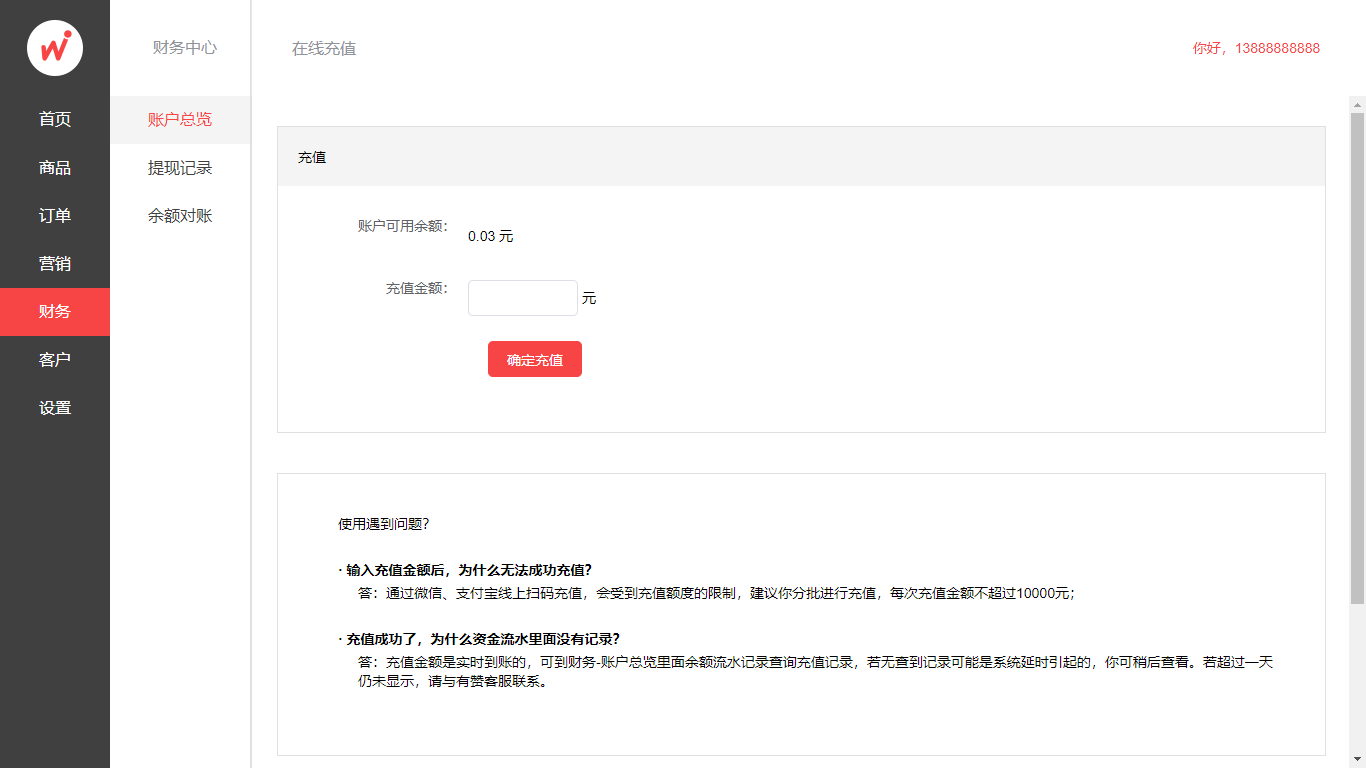 财务中心
在线充值
你好，13888888888
首页
商品
订单
营销
财务
客户
设置
账户总览
提现记录
余额对账
充值
账户可用余额：
0.03 元
充值金额：
元
确定充值
使用遇到问题？
· 输入充值金额后，为什么无法成功充值？
答：通过微信、支付宝线上扫码充值，会受到充值额度的限制，建议你分批进行充值，每次充值金额不超过10000元；
· 充值成功了，为什么资金流水里面没有记录？
答：充值金额是实时到账的，可到财务-账户总览里面余额流水记录查询充值记录，若无查到记录可能是系统延时引起的，你可稍后查看。若超过一天
仍未显示，请与有赞客服联系。